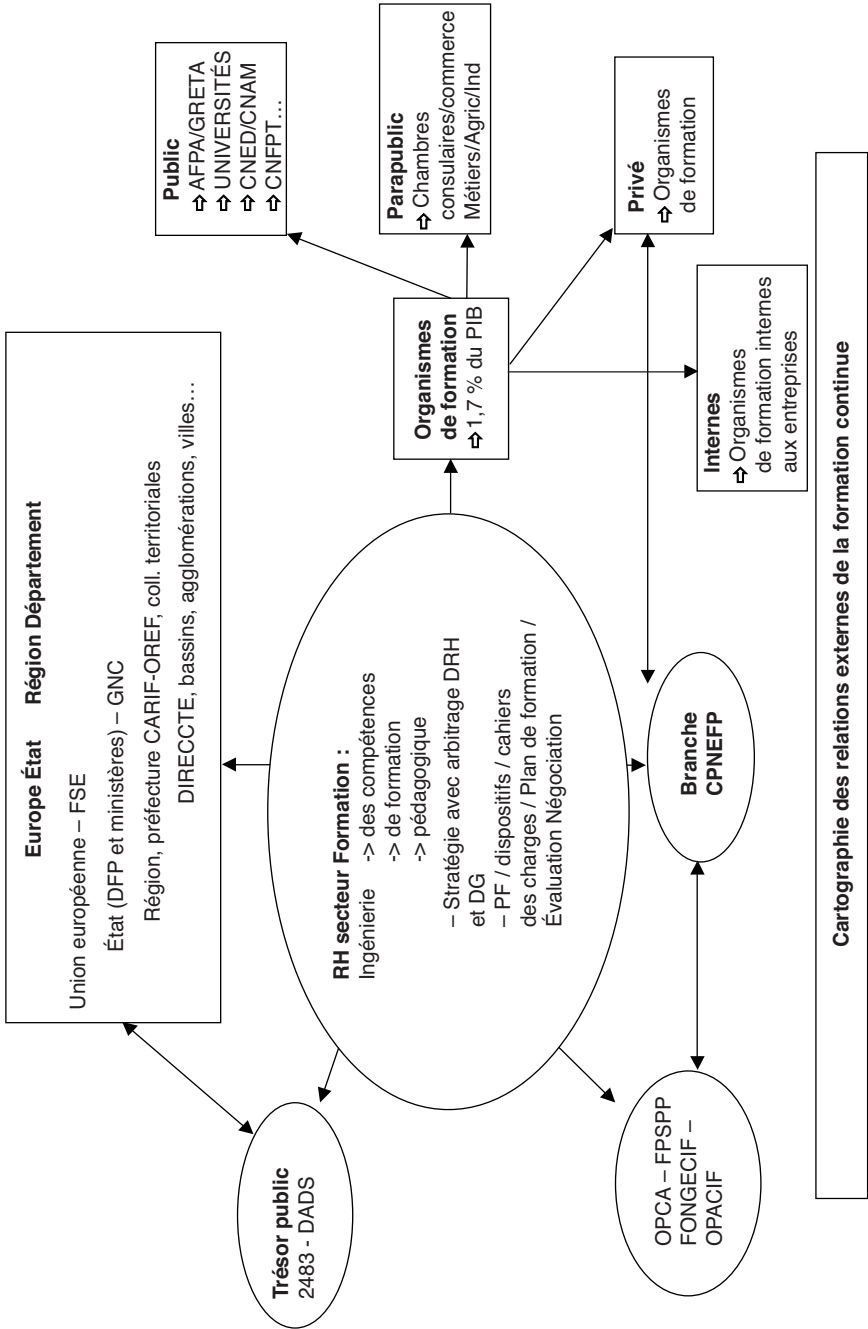 Europe État Région Département
Union européenne – FSE
État (DFP et ministères) – GNC
Région, préfecture CARIF-OREF, coll. territoriales
DIRECCTE, bassins, agglomérations, villes…
Trésor public
2483 - DADS
RH secteur Formation :
Ingénierie -> des compétences
-> de formation
->pédagogique
– Stratégie avec arbitrage DRH
et DG
– PF / dispositifs / cahiers
des charges / Plan de formation /
Évaluation Négociation
Organismes
de formation
⇨ 1,7 % du PIB
Public
⇨ AFPA/GRETA
⇨ UNIVERSITÉS
⇨ CNED/CNAM
⇨ CNFPT…
Parapublic
⇨ Chambres
consulaires/commerce
Métiers/Agric/Ind
Privé
⇨ Organismes
de formation
Internes
⇨ Organismes
de formation internes
aux entreprises
OPCA – FPSPP
FONGECIF –
OPACIF
Branche
CPNEFP
Cartographie des relations externes de la formation continue